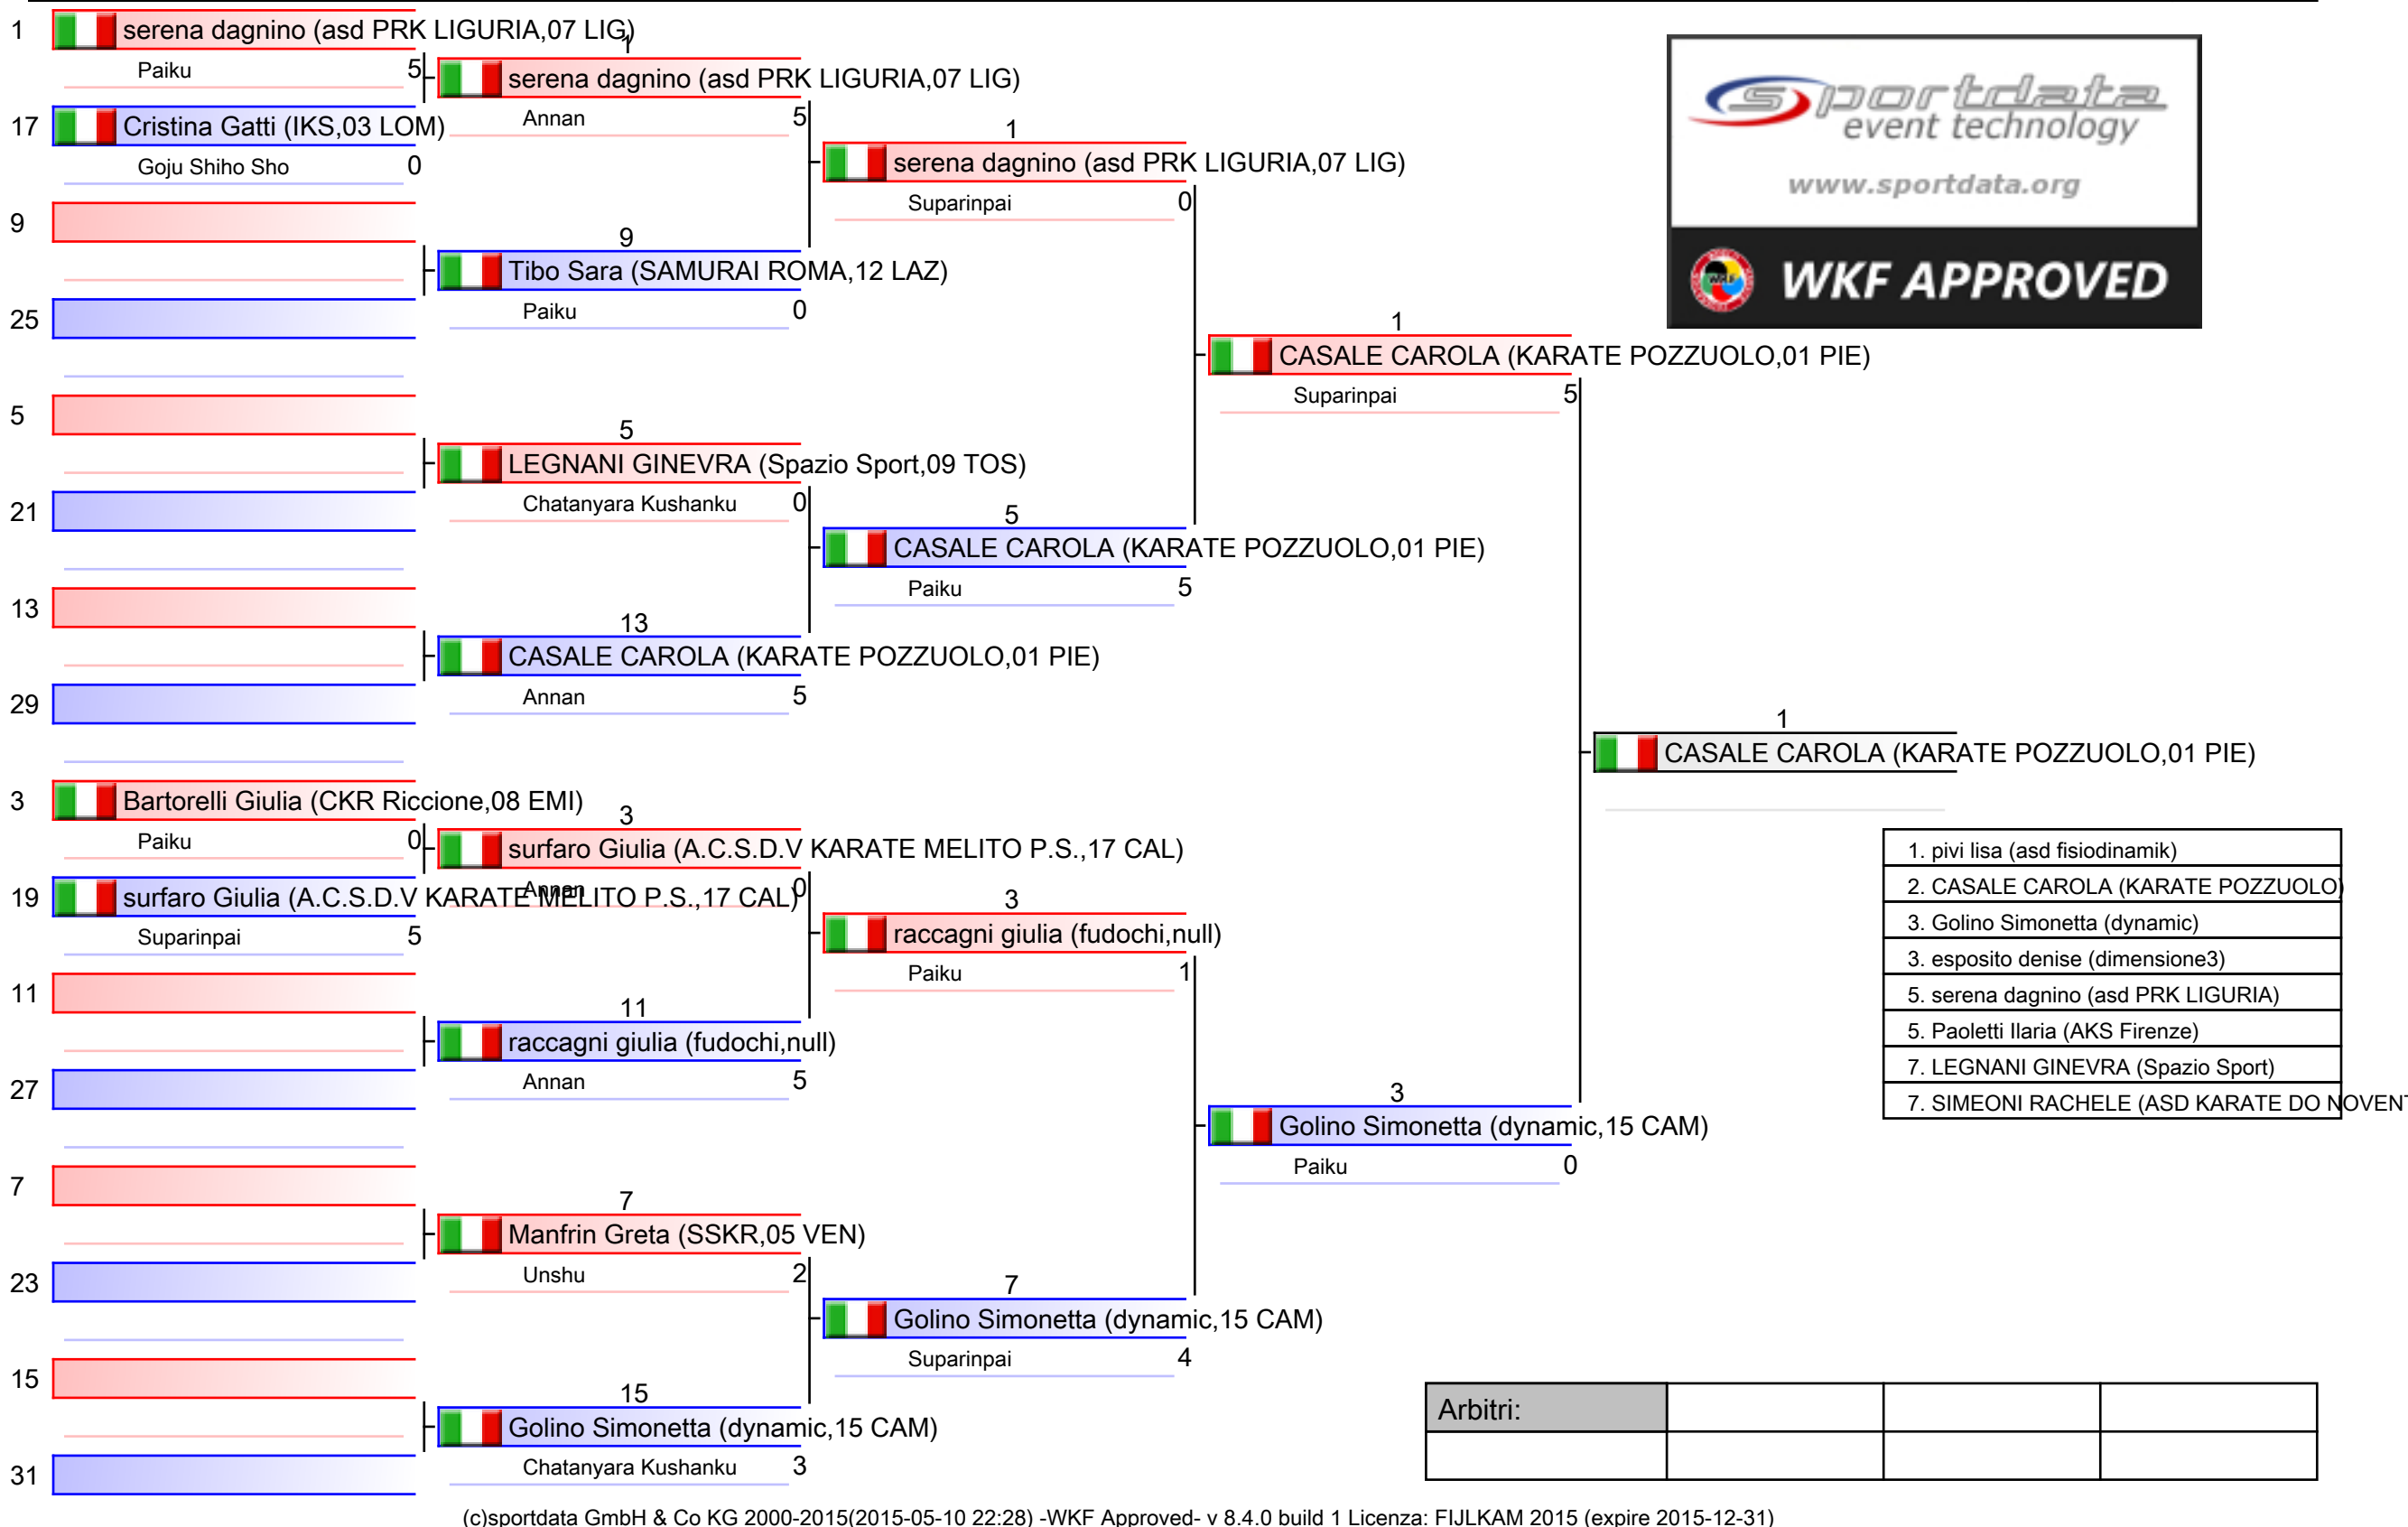 1 serena dagnino (asd PRK LIGURIA,07 LIG)
Paiku 5
17 Cristina Gatti (IKS,03 LOM)
Goju Shiho Sho 0
9
25
5
21
13
29
3 Bartorelli Giulia (CKR Riccione,08 EMI)
Paiku 0
19 surfaro Giulia (A.C.S.D.V KARATE MELITO P.S.,17 CAL)
Suparinpai 5
11
27
7
23
15
31
1
serena dagnino (asd PRK LIGURIA,07 LIG)
Annan 5
9
Tibo Sara (SAMURAI ROMA,12 LAZ)
Paiku 0
5
LEGNANI GINEVRA (Spazio Sport,09 TOS)
Chatanyara Kushanku 0
13
CASALE CAROLA (KARATE POZZUOLO,01 PIE)
Annan 5
3
surfaro Giulia (A.C.S.D.V KARATE MELITO P.S.,17 CAL)
Annan 0
11
raccagni giulia (fudochi,null)
Annan 5
7
Manfrin Greta (SSKR,05 VEN)
Unshu 2
15
Golino Simonetta (dynamic,15 CAM)
Chatanyara Kushanku 3
1
serena dagnino (asd PRK LIGURIA,07 LIG)
Suparinpai 0
5
CASALE CAROLA (KARATE POZZUOLO,01 PIE)
Paiku 5
3
raccagni giulia (fudochi,null)
Paiku 1
7
Golino Simonetta (dynamic,15 CAM)
Suparinpai 4
1
CASALE CAROLA (KARATE POZZUOLO,01 PIE)
Suparinpai 5
3
Golino Simonetta (dynamic,15 CAM)
Paiku 0
1
CASALE CAROLA (KARATE POZZUOLO,01 PIE)
sportdata
event technology
www.sportdata.org
WKF
WKF APPROVED
1. pivi lisa (asd fisiodinamik)
2. CASALE CAROLA (KARATE POZZUOLO)
3. Golino Simonetta (dynamic)
3. esposito denise (dimensione3)
5. serena dagnino (asd PRK LIGURIA)
5. Paoletti Ilaria (AKS Firenze)
7. LEGNANI GINEVRA (Spazio Sport)
7. SIMEONI RACHELE (ASD KARATE DO NOVENT
Arbitri:
(c)sportdata GmbH & Co KG 2000-2015(2015-05-10 22:28) -WKF Approved- v 8.4.0 build 1 Licenza: FIJLKAM 2015 (expire 2015-12-31)